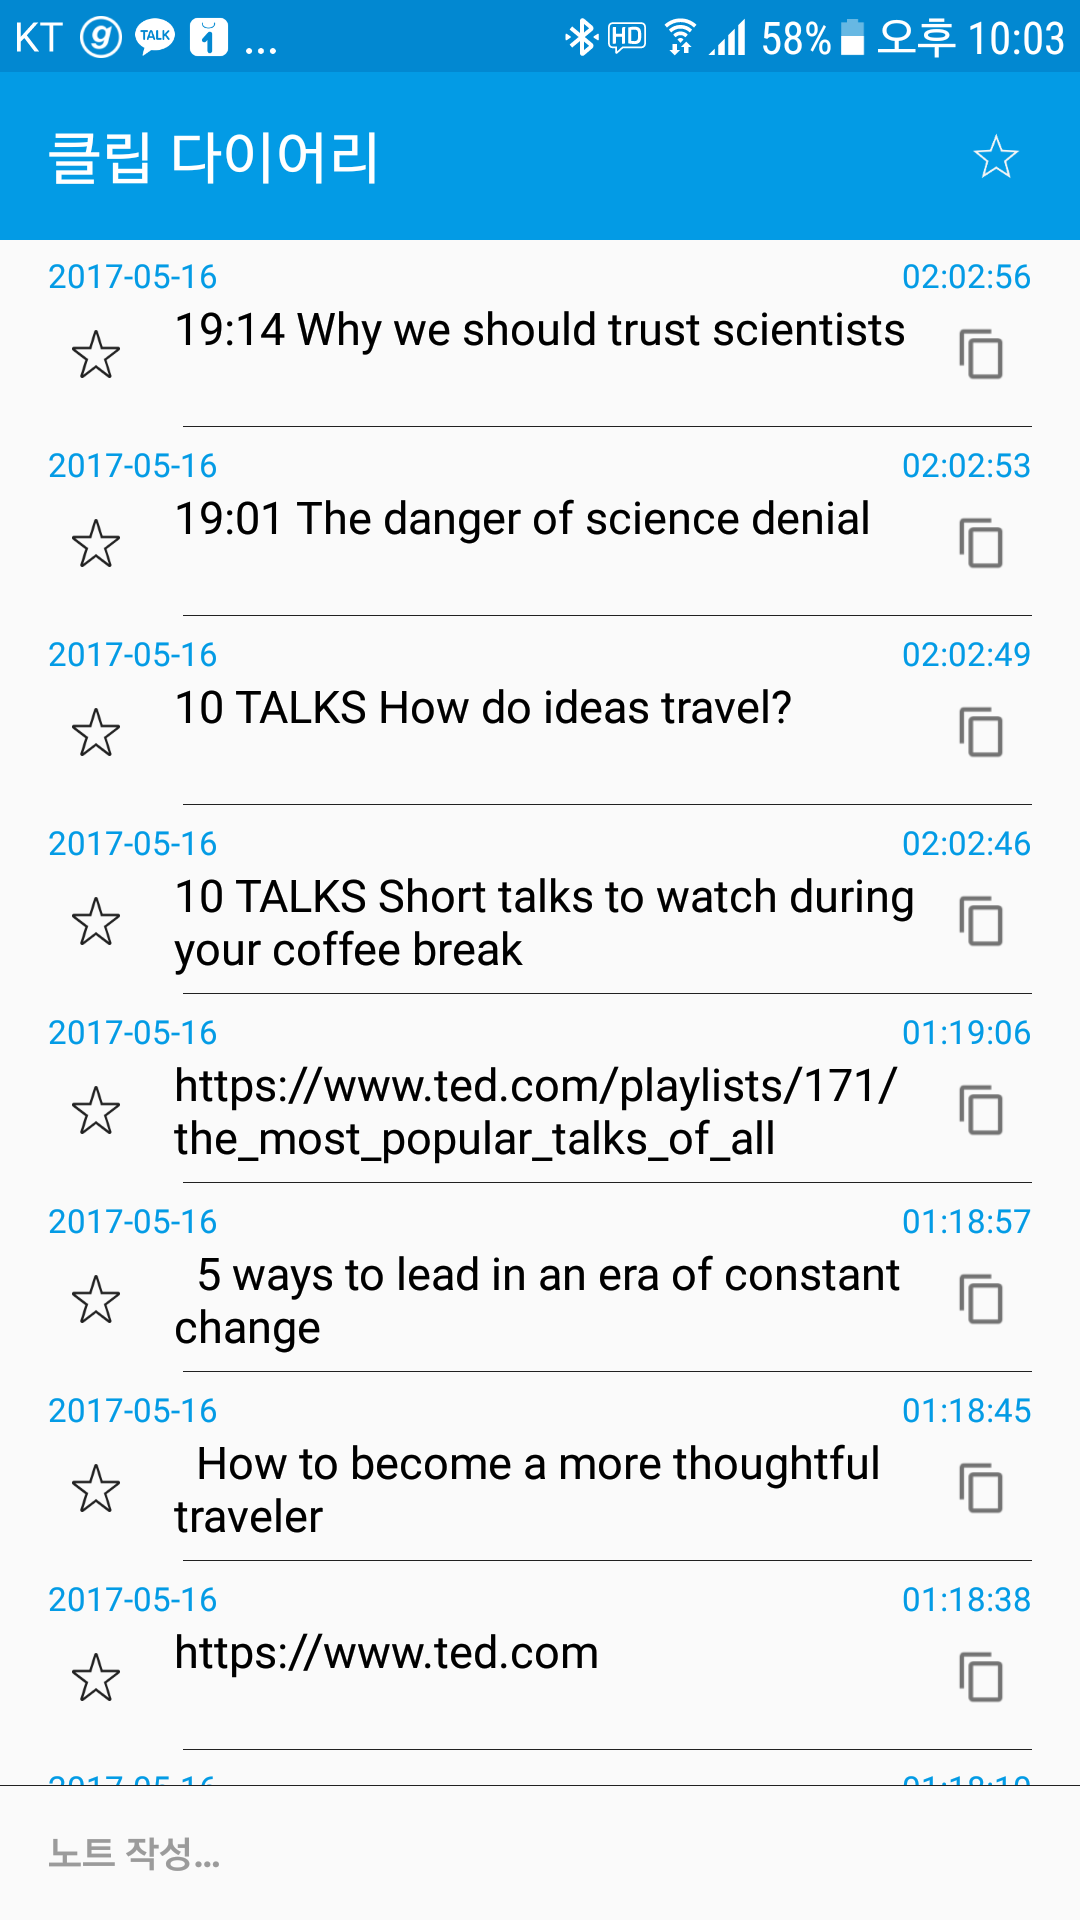 KT g TALK 1 ... HD 58% 오후 10:03
클립 다이어리
2017-05-16 02:02:56
19:14 Why we should trust scientists
2017-05-16 02:02:53
19:01 The danger of science denial
2017-05-16 02:02:49
10 TALKS How do ideas travel?
2017-05-16 02:02:46
10 TALKS Short talks to watch during
your coffee break
2017-05-16 01:19:06
https://www.ted.com/playlists/171/
the_most_popular_talks_of_all
2017-05-16 01:18:57
5 ways to lead in an era of constant
change
2017-05-16 01:18:45
How to become a more thoughtful
traveler
2017-05-16 01:18:38
https://www.ted.com
노트 작성...